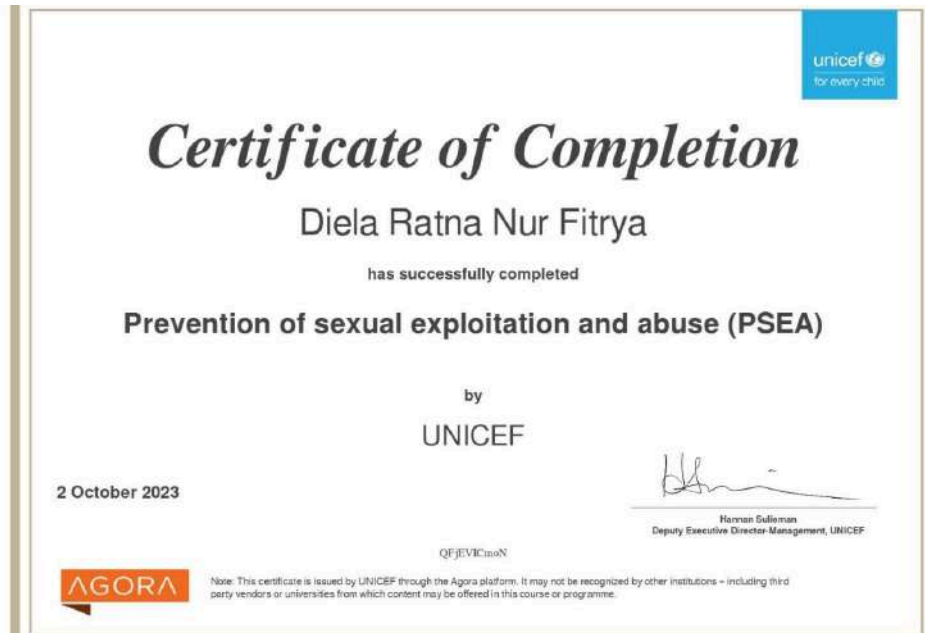 unicef
for every child
Certificate of Completion
Diela Ratna Nur Fitrya
has successfully completed
Prevention of sexual exploitation and abuse (PSEA)
by
UNICEF
2 October 2023
Hannan Sulieman
Deputy Executive Director-Management, UNICEF
QFjEVICmoN
AGORA
Note: This certificate is issued by UNICEF through the Agora platform. It may not be recognized by other institutions – including third
party vendors or universities from which content may be offered in this course or programme.